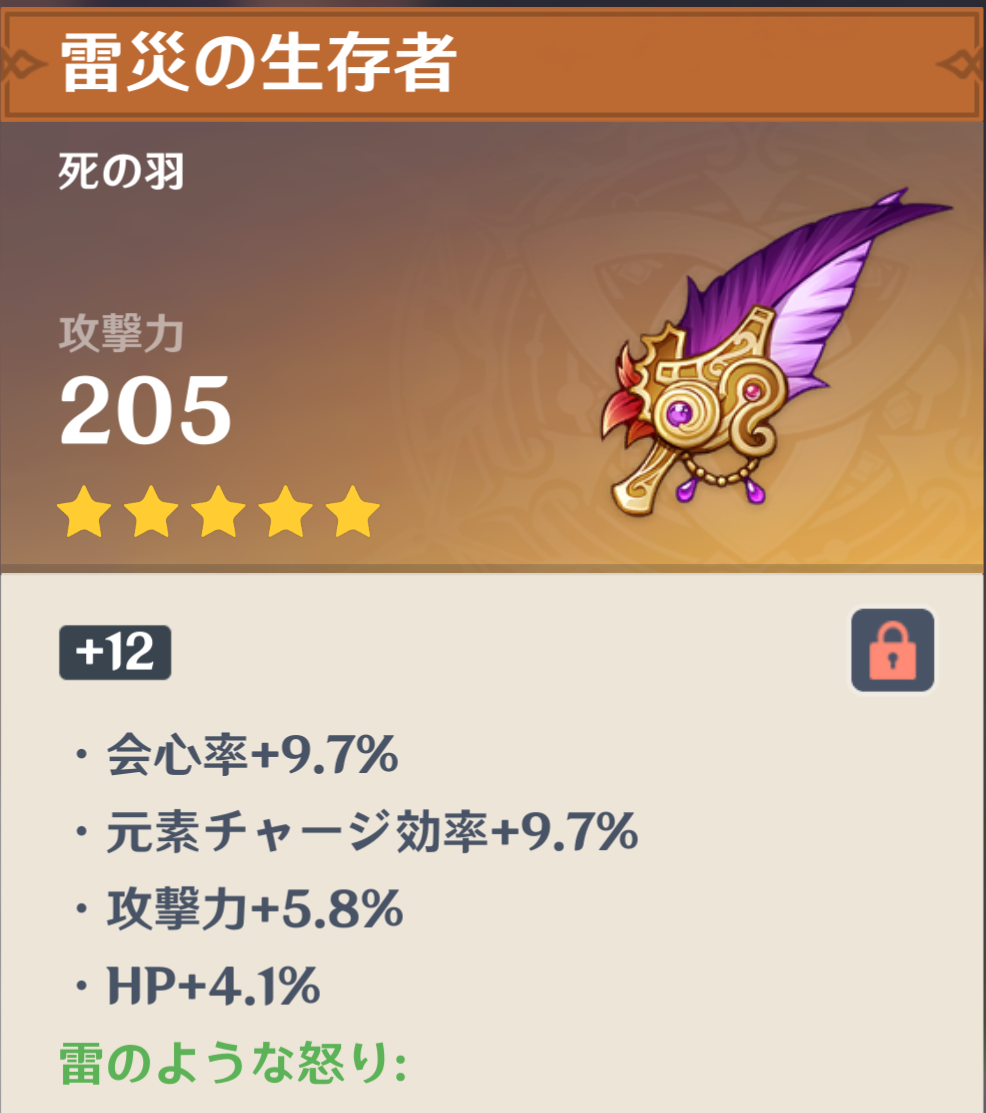 雷災の生存者
死の羽
攻撃力
205
+12
・会心率+9.7%
・元素チャージ効率+9.7%
・攻撃力+5.8%
・HP+4.1%
雷のような怒り: